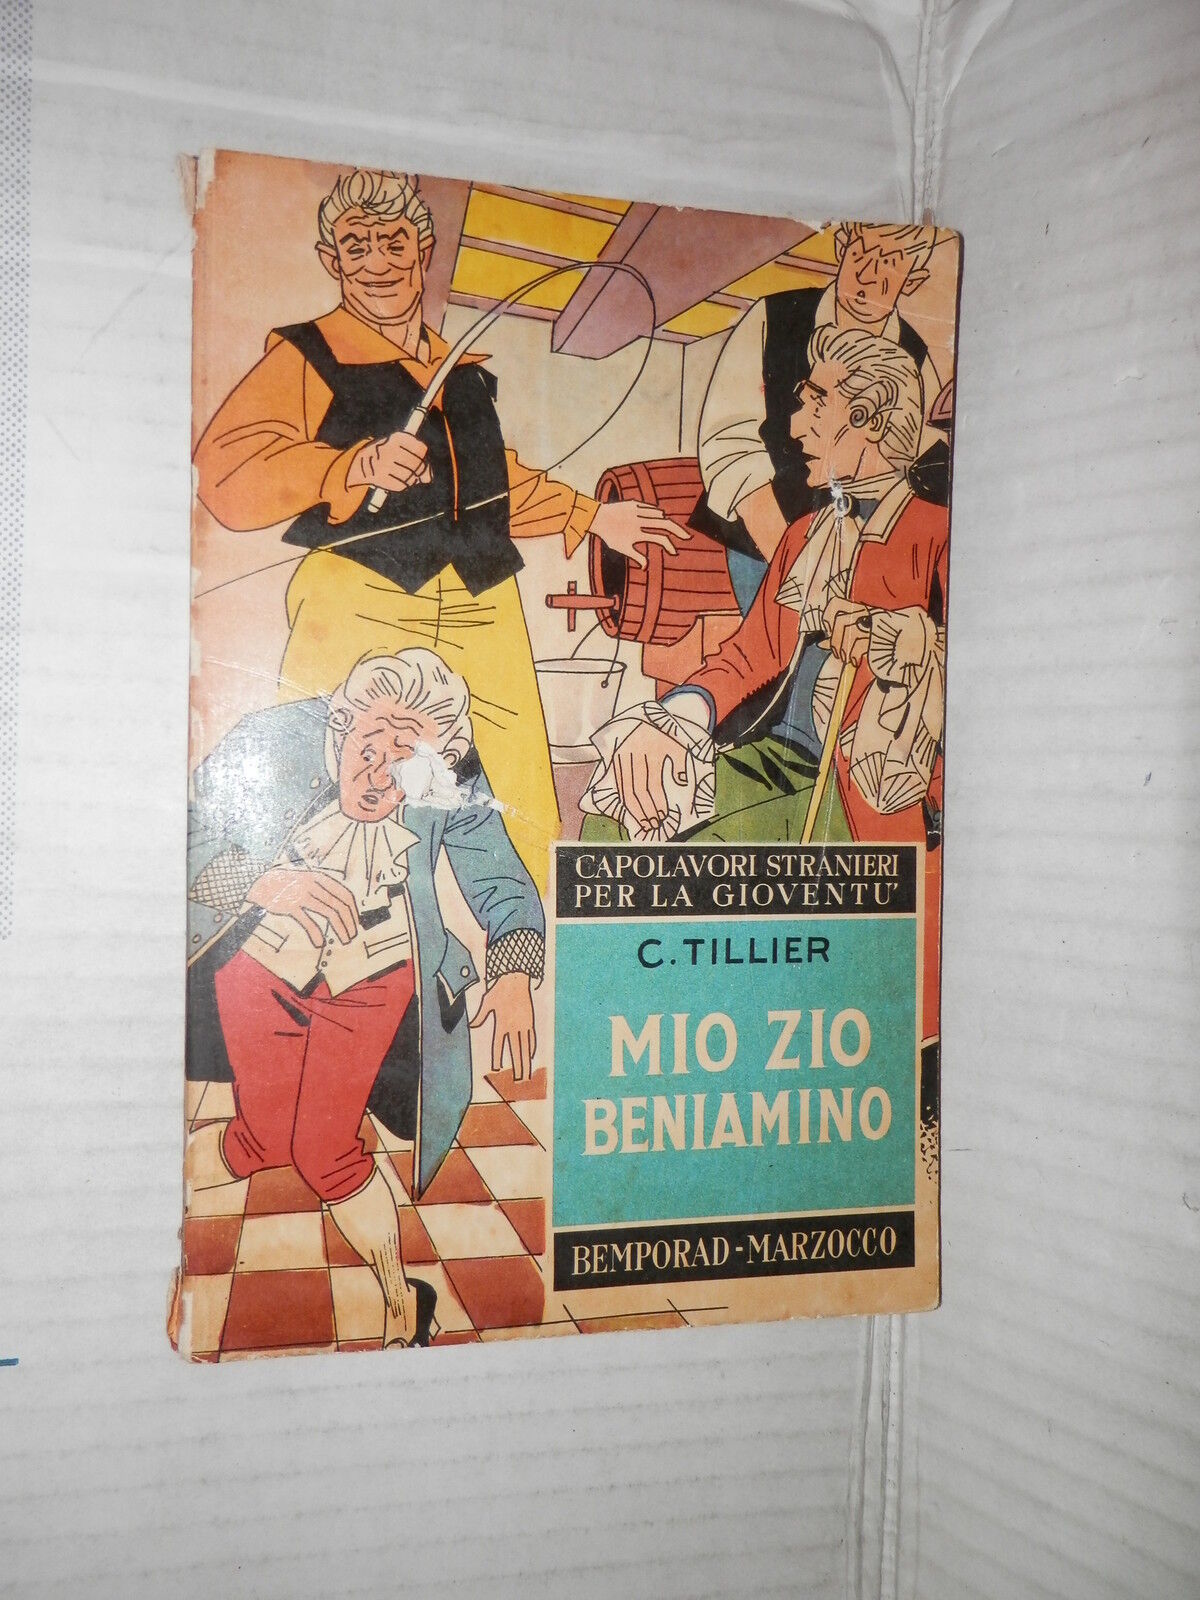 CAPOLAVORI STRANIERI
PER LA GIOVENTU'
C. TILLIER
MIO ZIO
BENIAMINO
BEMPORAD-MARZOCCO